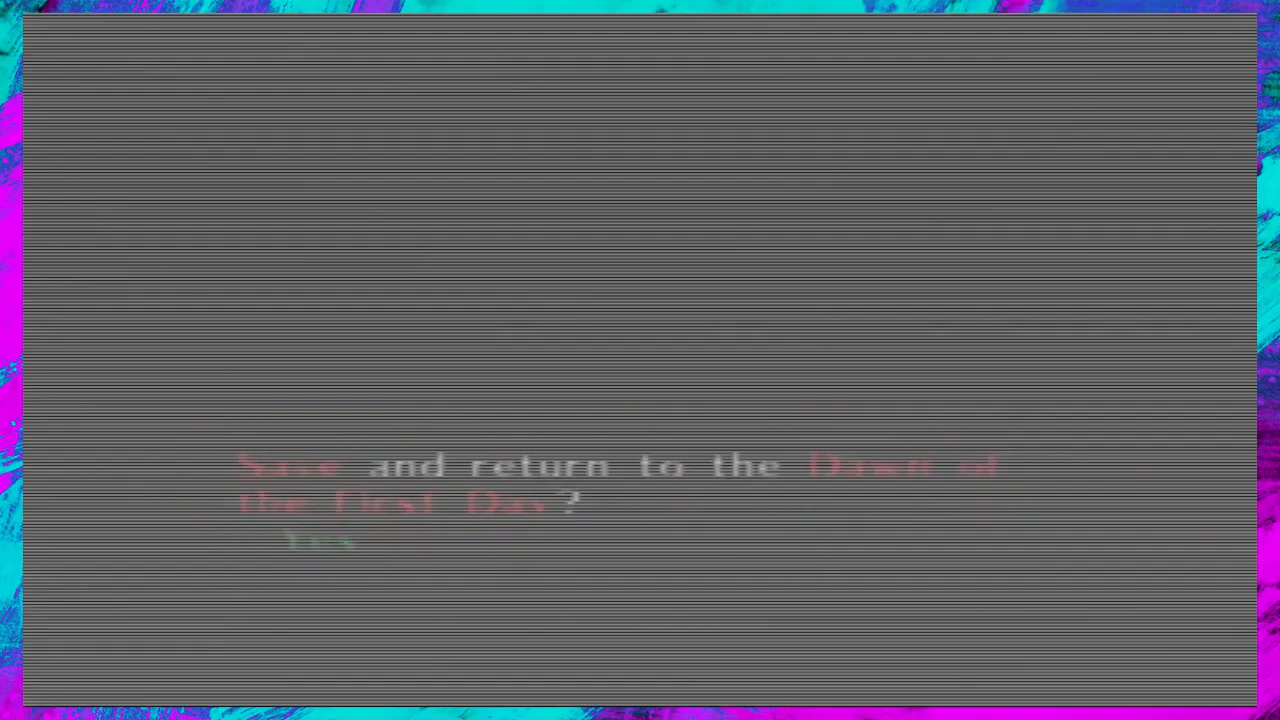 Save and return to the Dawn of
the First Day?
Yes